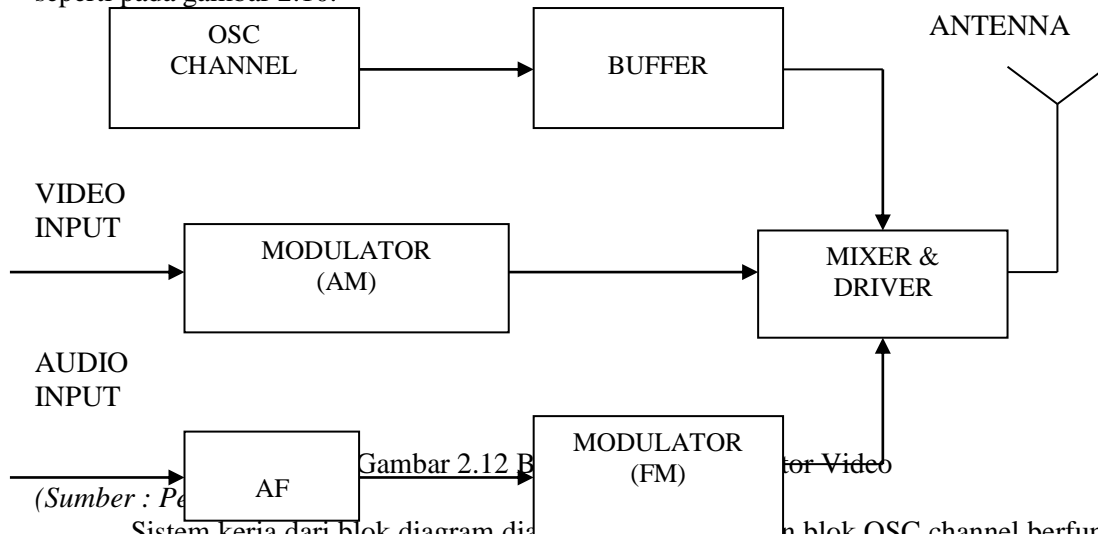 seperti pada gambar 2.10.
OSC
CHANNEL
BUFFER
ANTENNA
VIDEO
INPUT
MODULATOR
(AM)
MIXER &
DRIVER
AUDIO
INPUT
AF
MODULATOR
(FM)
Gambar 2.12 B tor Video
(Sumber : Pe
Sistem kerja dari blok diagram dia n blok OSC channel berfun